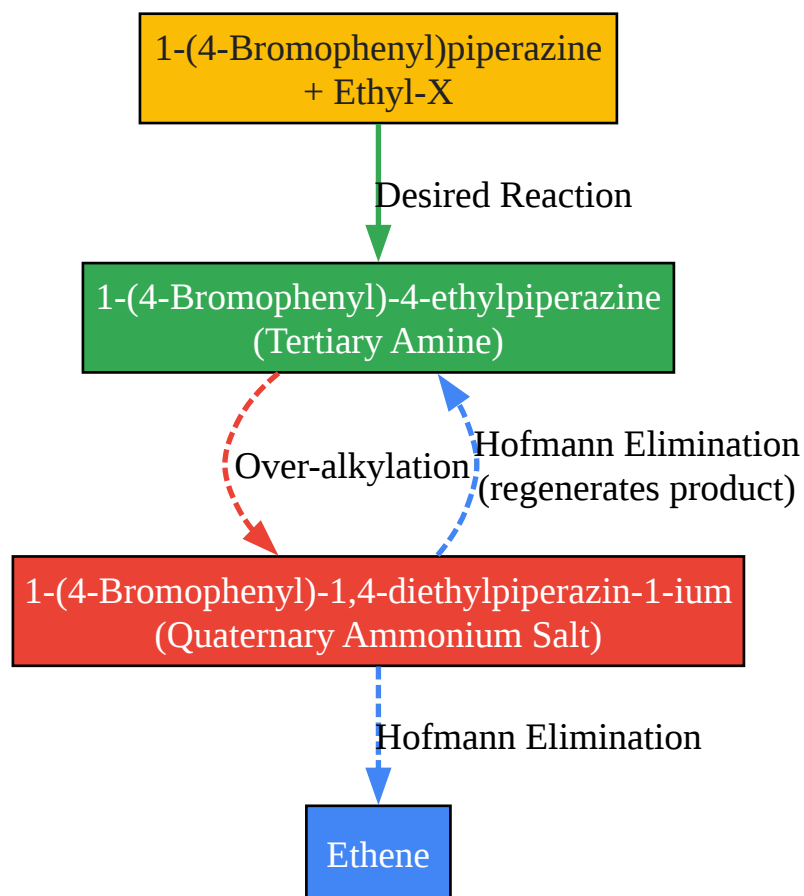 1-(4-Bromophenyl)piperazine
+ Ethyl-X
Desired Reaction
1-(4-Bromophenyl)-4-ethylpiperazine
(Tertiary Amine)
Over-alkylation
Hofmann Elimination
(regenerates product)
1-(4-Bromophenyl)-1,4-diethylpiperazin-1-ium
(Quaternary Ammonium Salt)
Hofmann Elimination
Ethene